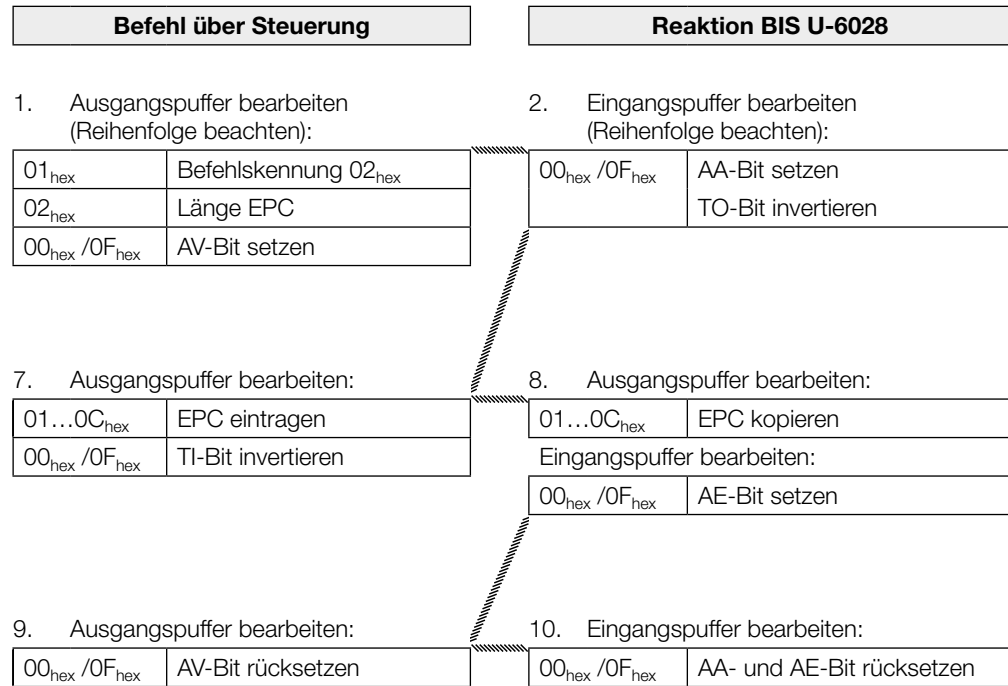 Befehl über Steuerung
Reaktion BIS U-6028
1. Ausgangspuffer bearbeiten
(Reihenfolge beachten):
01hex Befehlskennung 02hex
02hex Länge EPC
00hex /0Fhex AV-Bit setzen
2. Eingangspuffer bearbeiten
(Reihenfolge beachten):
00hex /0Fhex AA-Bit setzen
TO-Bit invertieren
7. Ausgangspuffer bearbeiten:
01…0Chex EPC eintragen
00hex /0Fhex TI-Bit invertieren
8. Ausgangspuffer bearbeiten:
01…0Chex EPC kopieren
Eingangspuffer bearbeiten:
00hex /0Fhex AE-Bit setzen
9. Ausgangspuffer bearbeiten:
00hex /0Fhex AV-Bit rücksetzen
10. Eingangspuffer bearbeiten:
00hex /0Fhex AA- und AE-Bit rücksetzen